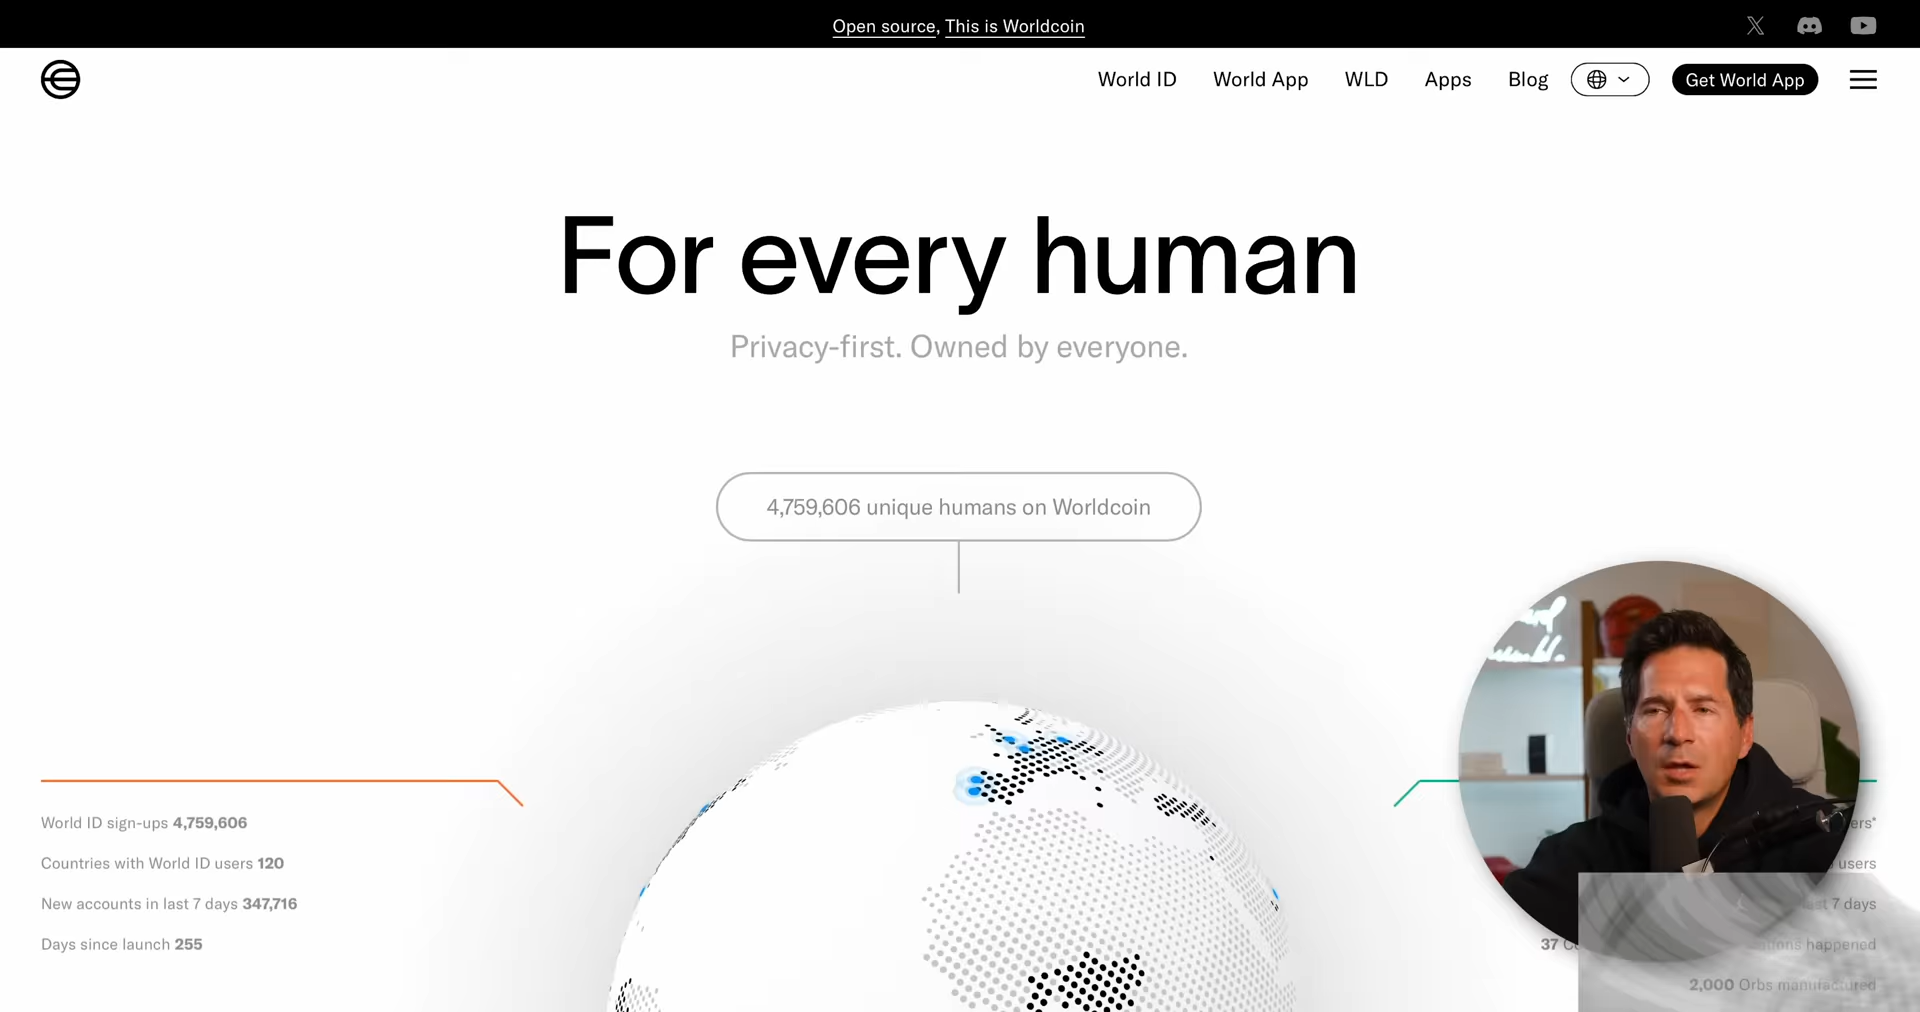 Open source, This is Worldcoin
World ID
World App
WLD
Apps
Blog
Get World App
For every human
Privacy-first. Owned by everyone.
4,759,606 unique humans on Worldcoin
World ID sign-ups 4,759,606
Countries with World ID users 120
New accounts in last 7 days 347,716
Days since launch 255
users
7 days
37
happened
2,000 Orbs manufactured